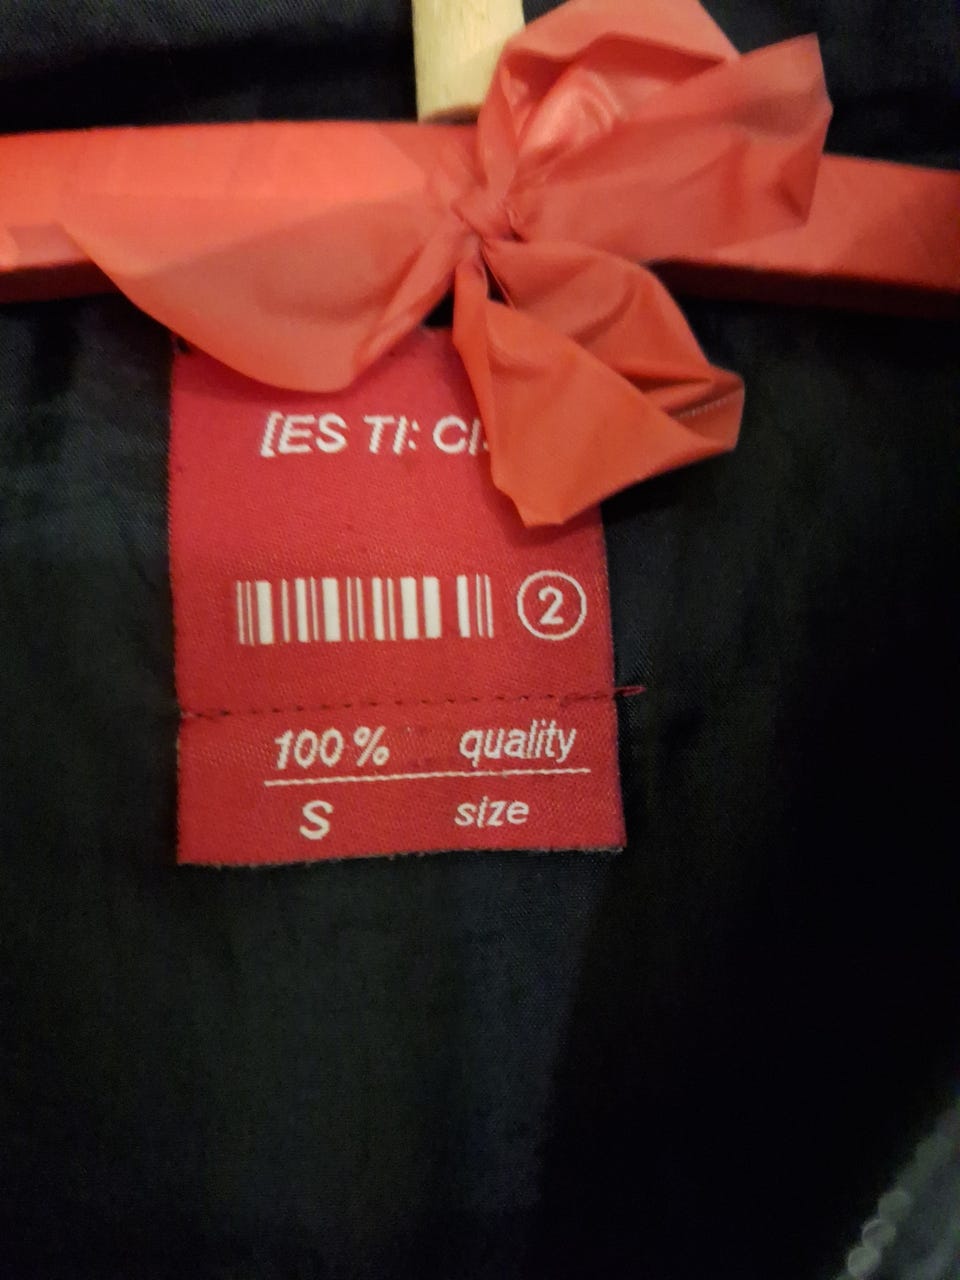 [ES TI: CI:
2
100% quality
S size